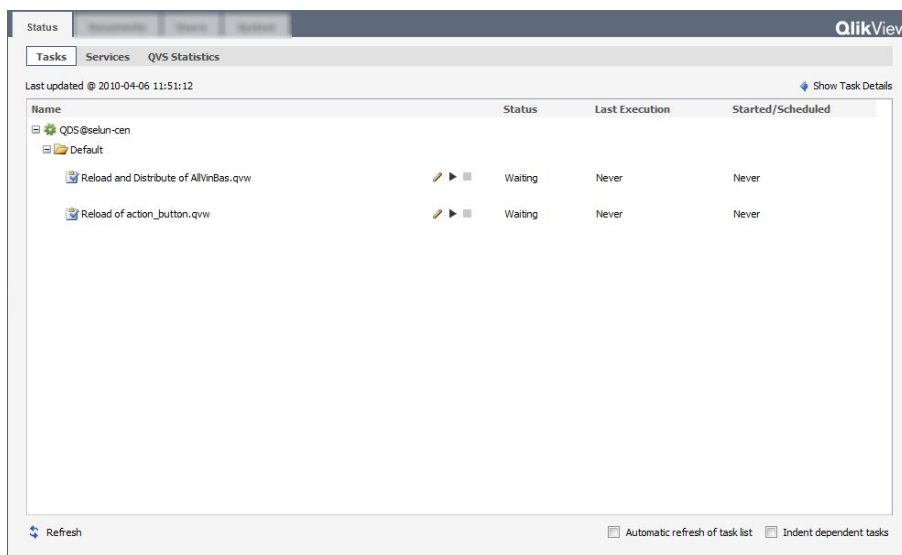 Status
QlikView
Tasks Services QVS Statistics
Last updated @ 2010-04-06 11:51:12 Show Task Details
Name Status Last Execution Started/Scheduled
QDS@selun-cen
Default
Reload and Distribute of AllVinBas.qvw Waiting Never Never
Reload of action_button.qvw Waiting Never Never
Refresh Automatic refresh of task list Indent dependent tasks